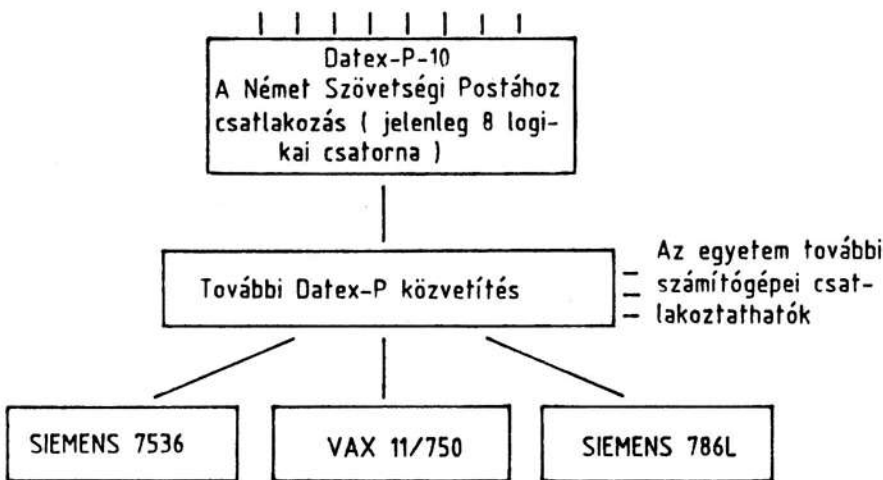 Datex-P-10
A Német Szövetségi Postához
csatlakozás ( jelenleg 8 logi-
kai csatorna )
További Datex-P közvetítés
Az egyetem további
számítógépei csat-
lakoztathatók
SIEMENS 7536
VAX 11/750
SIEMENS 786L